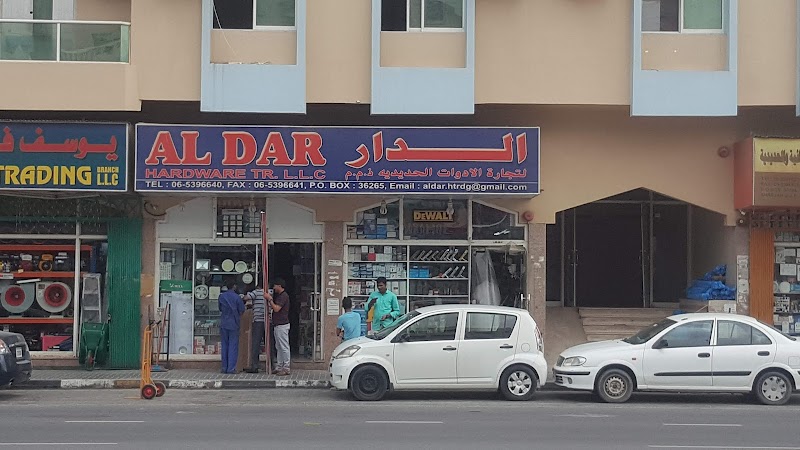 يوسف
TRADING BRANCH L.L.C
AL DAR الدار
HARDWARE TR. L.L.C لتجارة الادوات الحديديه ذ.م.م
TEL : 06-5396640, FAX : 06-5396641, P.O. BOX : 36265, Email : aldar.htrdg@gmail.com
DEWALT